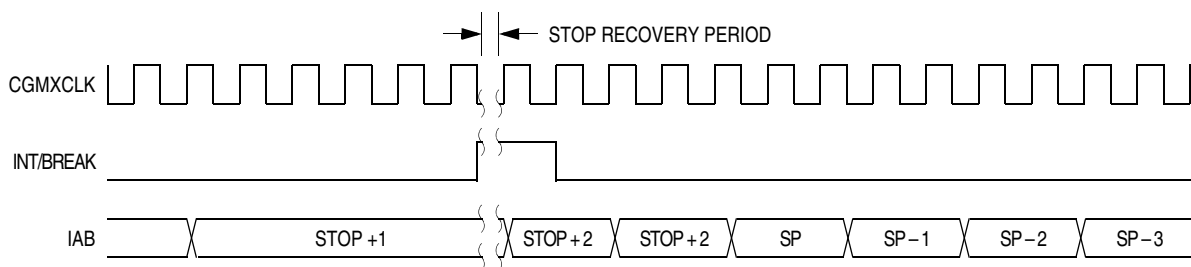 STOP RECOVERY PERIOD
CGMXCLK
INT/BREAK
IAB STOP +1 STOP + 2 STOP + 2 SP SP – 1 SP – 2 SP – 3